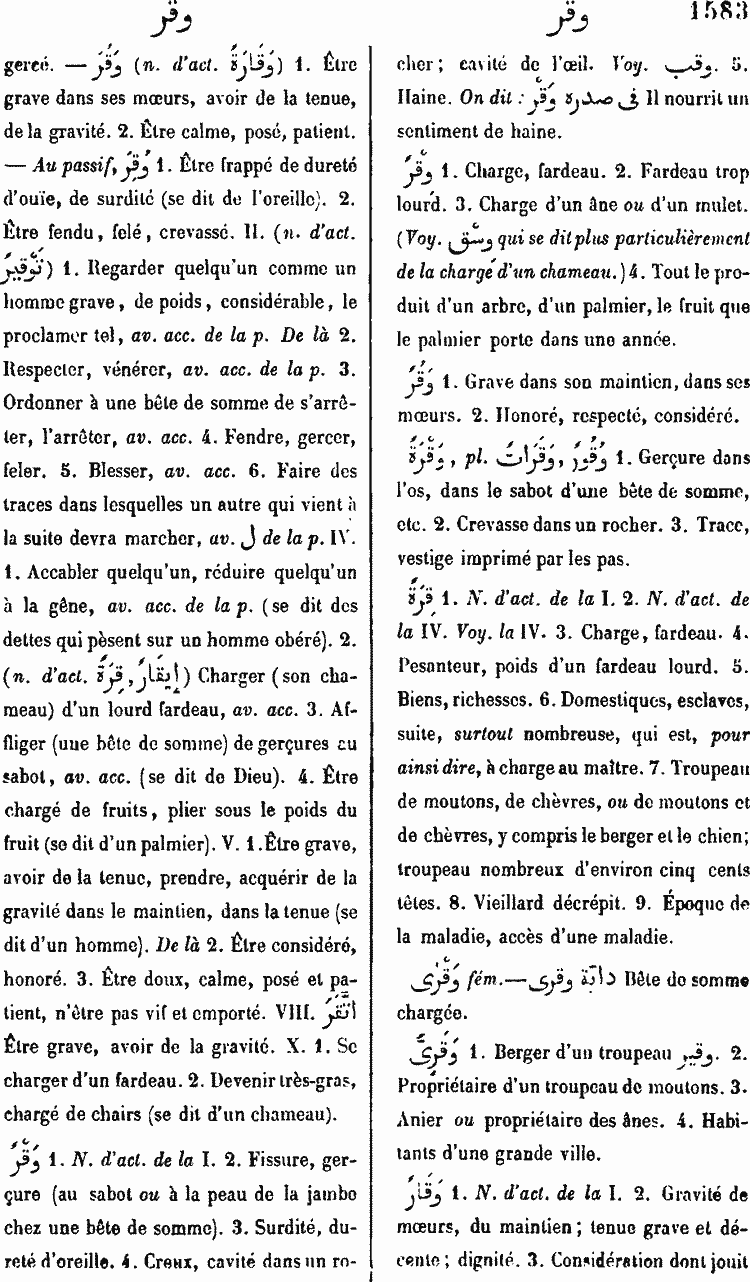 وقر
وقر
1583
gercé. — وَقُرَ (n. d'act. وَقَارَةٌ) 1. Être
grave dans ses mœurs, avoir de la tenue,
de la gravité. 2. Être calme, posé, patient.
— Au passif, وُقِرَ 1. Être frappé de dureté
d'ouïe, de surdité (se dit de l'oreille). 2.
Être fendu, felé, crevassé. II. (n. d'act.
تَوْقِيرٌ) 1. Regarder quelqu'un comme un
homme grave, de poids, considérable, le
proclamer tel, av. acc. de la p. De là 2.
Respecter, vénérer, av. acc. de la p. 3.
Ordonner à une bête de somme de s'arrê-
ter, l'arrêter, av. acc. 4. Fendre, gercer,
feler. 5. Blesser, av. acc. 6. Faire des
traces dans lesquelles un autre qui vient à
la suite devra marcher, av. ل de la p. IV.
1. Accabler quelqu'un, réduire quelqu'un
à la gêne, av. acc. de la p. (se dit des
dettes qui pèsent sur un homme obéré). 2.
(n. d'act. إِيقَارٌ, قِرَةٌ) Charger (son cha-
meau) d'un lourd fardeau, av. acc. 3. Af-
fliger (une bête de somme) de gerçures au
sabot, av. acc. (se dit de Dieu). 4. Être
chargé de fruits, plier sous le poids du
fruit (se dit d'un palmier). V. 1. Être grave,
avoir de la tenue, prendre, acquérir de la
gravité dans le maintien, dans la tenue (se
dit d'un homme). De là 2. Être considéré,
honoré. 3. Être doux, calme, posé et pa-
tient, n'être pas vif et emporté. VIII. اتَّقَرَ
Être grave, avoir de la gravité. X. 1. Se
charger d'un fardeau. 2. Devenir très-gras,
chargé de chairs (se dit d'un chameau).
وَقْرٌ 1. N. d'act. de la I. 2. Fissure, ger-
çure (au sabot ou à la peau de la jambe
chez une bête de somme). 3. Surdité, du-
reté d'oreille. 4. Creux, cavité dans un ro-
cher; cavité de l'œil. Voy. وقب. 5.
Haine. On dit : فى صدره وَقْر Il nourrit un
sentiment de haine.
وِقْرٌ 1. Charge, fardeau. 2. Fardeau trop
lourd. 3. Charge d'un âne ou d'un mulet.
(Voy. وسْق qui se dit plus particulièrement
de la charge d'un chameau.) 4. Tout le pro-
duit d'un arbre, d'un palmier, le fruit que
le palmier porte dans une année.
وَقُرٌ 1. Grave dans son maintien, dans ses
mœurs. 2. Honoré, respecté, considéré.
وَقْرَةٌ, pl. وَقَرَاتٌ, وُقُورٌ 1. Gerçure dans
l'os, dans le sabot d'une bête de somme,
etc. 2. Crevasse dans un rocher. 3. Trace,
vestige imprimé par les pas.
قِرَةٌ 1. N. d'act. de la I. 2. N. d'act. de
la IV. Voy. la IV. 3. Charge, fardeau. 4.
Pesanteur, poids d'un fardeau lourd. 5.
Biens, richesses. 6. Domestiques, esclaves,
suite, surtout nombreuse, qui est, pour
ainsi dire, à charge au maître. 7. Troupeau
de moutons, de chèvres, ou de moutons et
de chèvres, y compris le berger et le chien;
troupeau nombreux d'environ cinq cents
têtes. 8. Vieillard décrépit. 9. Époque de
la maladie, accès d'une maladie.
وَقْرَى fém. — دابّة وقرى Bête de somme
chargée.
وَقَرِيٌّ 1. Berger d'un troupeau وقير. 2.
Propriétaire d'un troupeau de moutons. 3.
Anier ou propriétaire des ânes. 4. Habi-
tants d'une grande ville.
وَقَارٌ 1. N. d'act. de la I. 2. Gravité de
mœurs, du maintien; tenue grave et dé-
cente; dignité. 3. Considération dont jouit